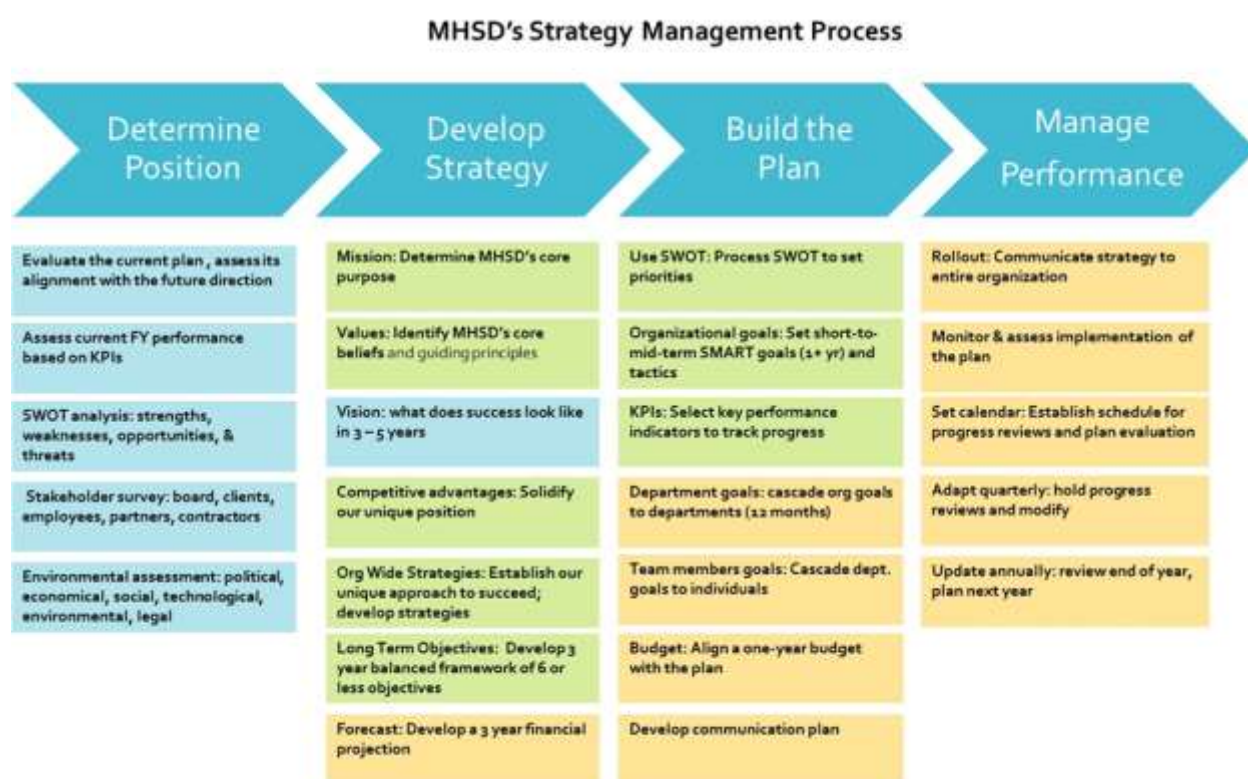 MHSD's Strategy Management Process
Determine
Position
Evaluate the current plan , assess its
alignment with the future direction
Assess current FY performance
based on KPIs
SWOT analysis: strengths,
weaknesses, opportunities, &
threats
Stakeholder survey: board, clients,
employees, partners, contractors
Environmental assessment: political,
economical, social, technological,
environmental, legal
Develop
Strategy
Mission: Determine MHSD's core
purpose
Values: Identify MHSD's core
beliefs and guiding principles
Vision: what does success look like
in 3 – 5 years
Competitive advantages: Solidify
our unique position
Org Wide Strategies: Establish our
unique approach to succeed;
develop strategies
Long Term Objectives: Develop 3
year balanced framework of 6 or
less objectives
Forecast: Develop a 3 year financial
projection
Build the
Plan
Use SWOT: Process SWOT to set
priorities
Organizational goals: Set short-to-
mid-term SMART goals (1+ yr) and
tactics
KPIs: Select key performance
indicators to track progress
Department goals: cascade org goals
to departments (12 months)
Team members goals: Cascade dept.
goals to individuals
Budget: Align a one-year budget
with the plan
Develop communication plan
Manage
Performance
Rollout: Communicate strategy to
entire organization
Monitor & assess implementation of
the plan
Set calendar: Establish schedule for
progress reviews and plan evaluation
Adapt quarterly: hold progress
reviews and modify
Update annually: review end of year,
plan next year